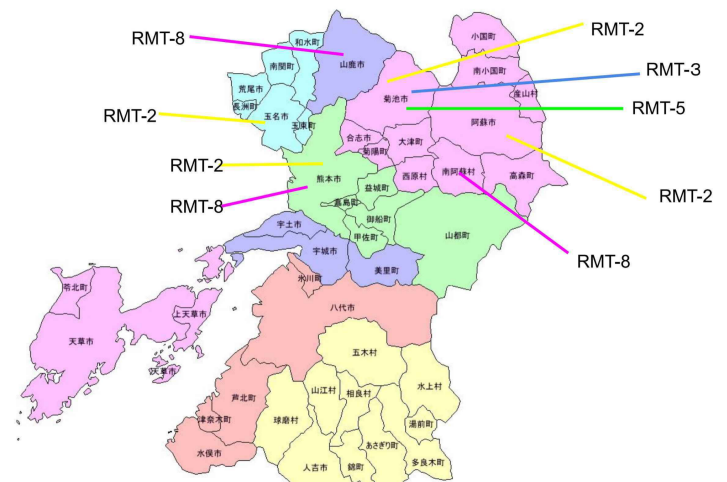 小国町
RMT-2
和水町
RMT-8
山鹿市
南関町
南小国町
RMT-3
荒尾市
菊池市
産山村
長洲町
RMT-5
RMT-2
玉名市
玉東町
阿蘇市
合志市
大津町
菊陽町
RMT-2
熊本市
西原村
南阿蘇村
高森町
益城町
RMT-2
RMT-8
嘉島町
御船町
宇土市
甲佐町
山都町
RMT-8
宇城市
美里町
氷川町
苓北町
八代市
上天草市
天草市
五木村
天草市
水上村
山江村
相良村
芦北町
津奈木町
球磨村
湯前町
あさぎり町
水俣市
多良木町
人吉市
錦町